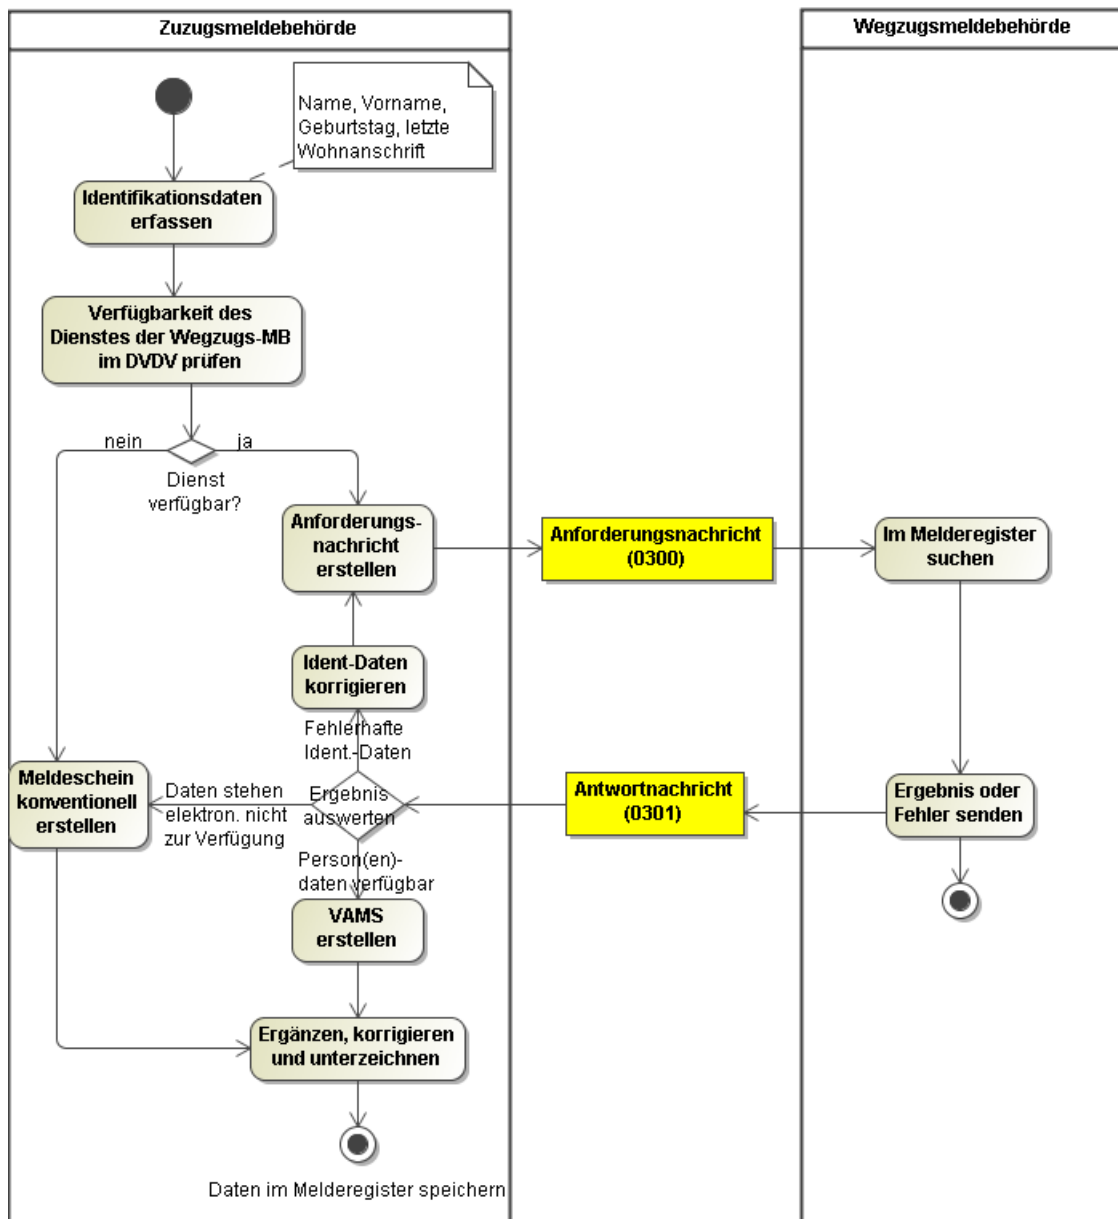 Zuzugsmeldebehörde
Wegzugsmeldebehörde
Name, Vorname,
Geburtstag, letzte
Wohnanschrift
Identifikationsdaten
erfassen
Verfügbarkeit des
Dienstes der Wegzugs-MB
im DVDV prüfen
nein
ja
Dienst
verfügbar?
Anforderungs-
nachricht
erstellen
Anforderungsnachricht
(0300)
Im Melderegister
suchen
Ident-Daten
korrigieren
Fehlerhafte
Ident.-Daten
Meldeschein
konventionell
erstellen
Daten stehen
elektron. nicht
zur Verfügung
Ergebnis
auswerten
Antwortnachricht
(0301)
Ergebnis oder
Fehler senden
Person(en)-
daten verfügbar
VAMS
erstellen
Ergänzen, korrigieren
und unterzeichnen
Daten im Melderegister speichern